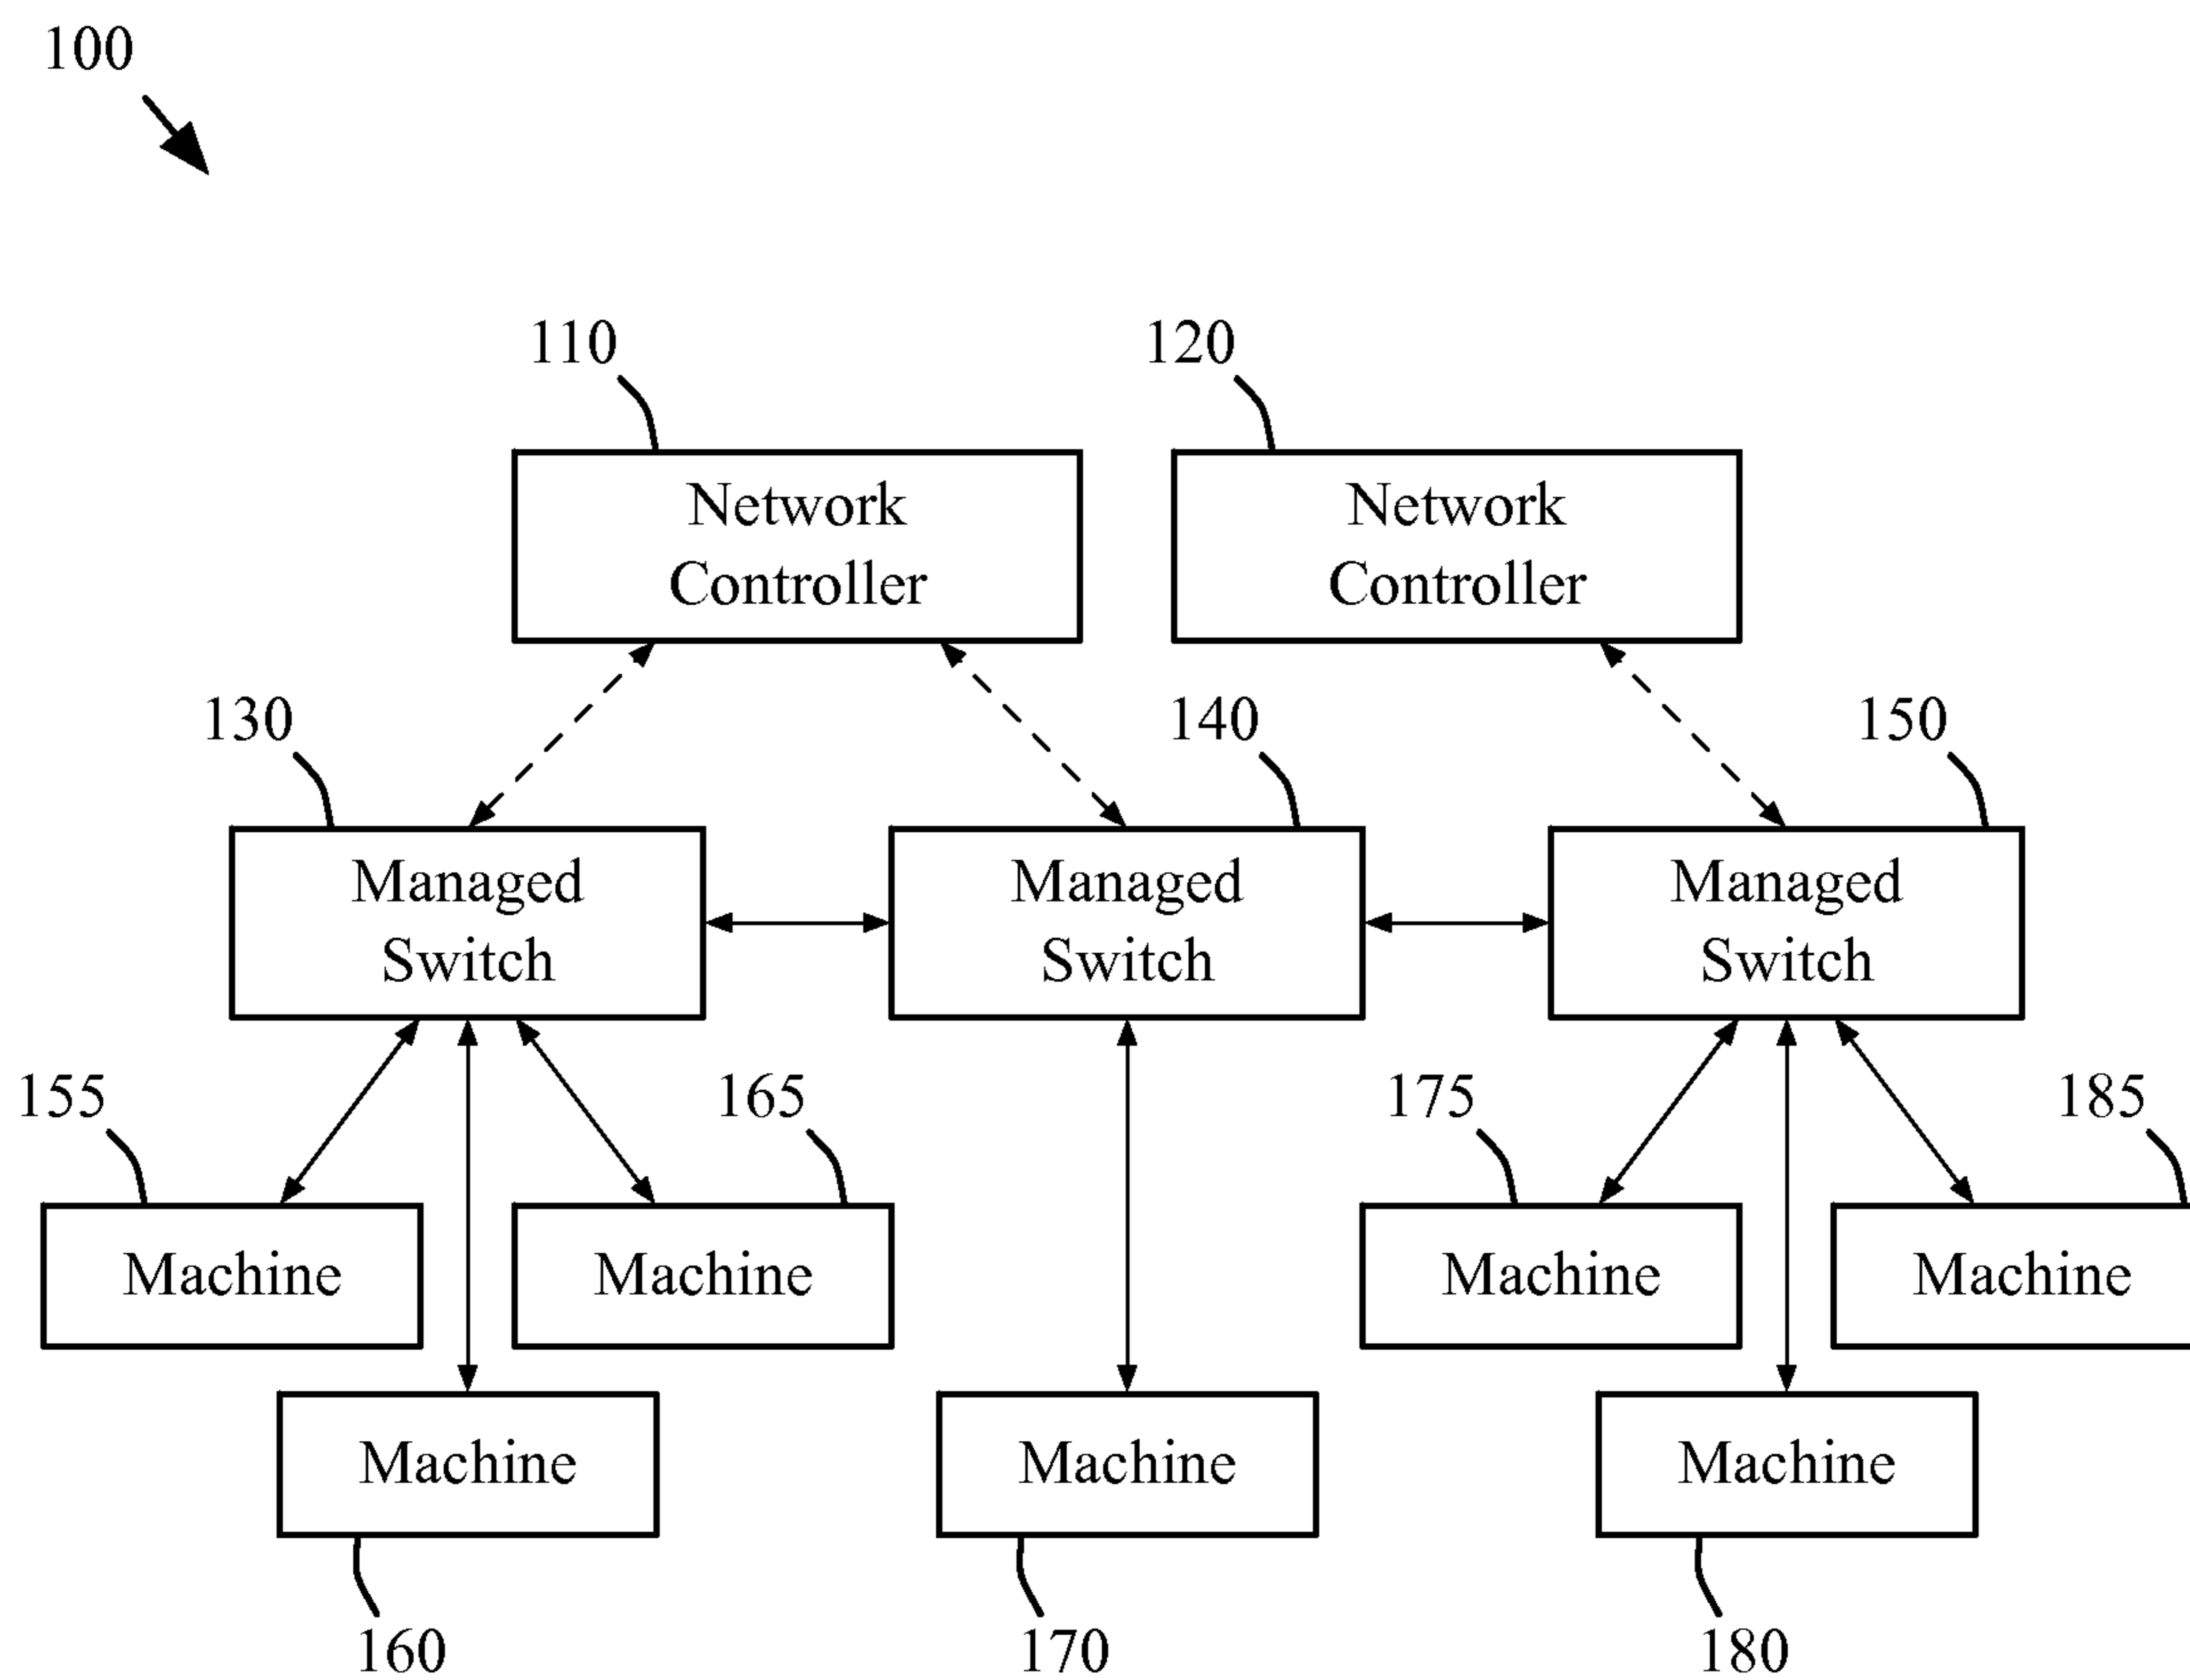 100
110
120
Network
Controller
Network
Controller
130
140
150
Managed
Switch
Managed
Switch
Managed
Switch
155
165
175
185
Machine
Machine
Machine
Machine
Machine
Machine
Machine
160
170
180